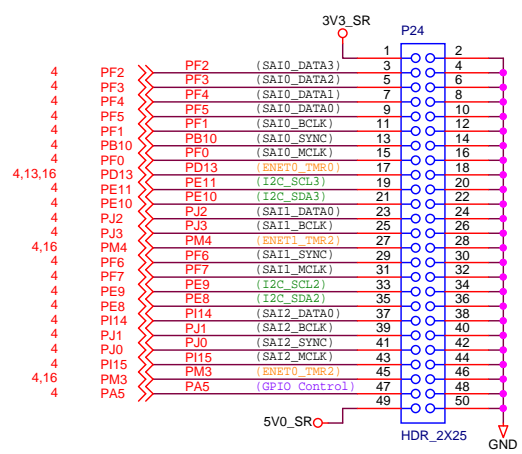 3V3_SR
P24
1 2
4 PF2 PF2 (SAI0_DATA3) 3 4
4 PF3 PF3 (SAI0_DATA2) 5 6
4 PF4 PF4 (SAI0_DATA1) 7 8
4 PF5 PF5 (SAI0_DATA0) 9 10
4 PF1 PF1 (SAI0_BCLK) 11 12
4 PB10 PB10 (SAI0_SYNC) 13 14
4 PF0 PF0 (SAI0_MCLK) 15 16
4,13,16 PD13 PD13 (ENET0_TMR0) 17 18
4 PE11 PE11 (I2C_SCL3) 19 20
4 PE10 PE10 (I2C_SDA3) 21 22
4 PJ2 PJ2 (SAI1_DATA0) 23 24
4 PJ3 PJ3 (SAI1_BCLK) 25 26
4,16 PM4 PM4 (ENET1_TMR2) 27 28
4 PF6 PF6 (SAI1_SYNC) 29 30
4 PF7 PF7 (SAI1_MCLK) 31 32
4 PE9 PE9 (I2C_SCL2) 33 34
4 PE8 PE8 (I2C_SDA2) 35 36
4 PI14 PI14 (SAI2_DATA0) 37 38
4 PJ1 PJ1 (SAI2_BCLK) 39 40
4 PJ0 PJ0 (SAI2_SYNC) 41 42
4 PI15 PI15 (SAI2_MCLK) 43 44
4,16 PM3 PM3 (ENET0_TMR2) 45 46
4 PA5 PA5 (GPIO Control) 47 48
49 50
5V0_SR
HDR_2X25
GND